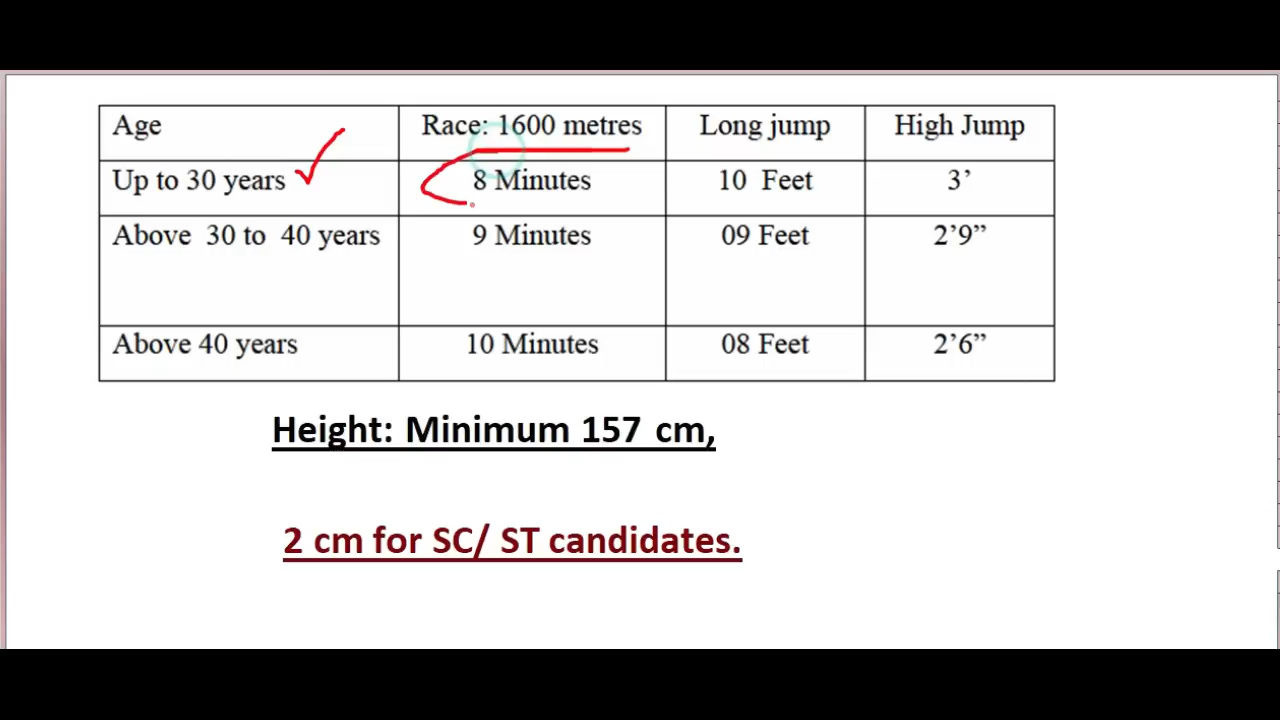 Age Race: 1600 metres Long jump High Jump
Up to 30 years 8 Minutes 10 Feet 3’
Above 30 to 40 years 9 Minutes 09 Feet 2’9”
Above 40 years 10 Minutes 08 Feet 2’6”
Height: Minimum 157 cm,
2 cm for SC/ ST candidates.